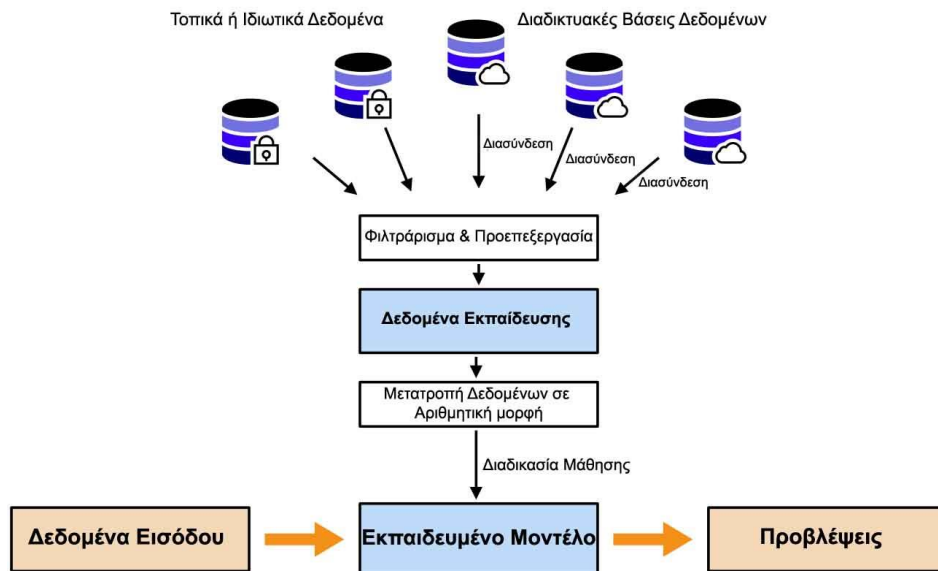 Τοπικά ή Ιδιωτικά Δεδομένα
Διαδικτυακές Βάσεις Δεδομένων
Διασύνδεση
Διασύνδεση
Διασύνδεση
Φιλτράρισμα & Προεπεξεργασία
Δεδομένα Εκπαίδευσης
Μετατροπή Δεδομένων σε
Αριθμητική μορφή
Διαδικασία Μάθησης
Δεδομένα Εισόδου
Εκπαιδευμένο Μοντέλο
Προβλέψεις